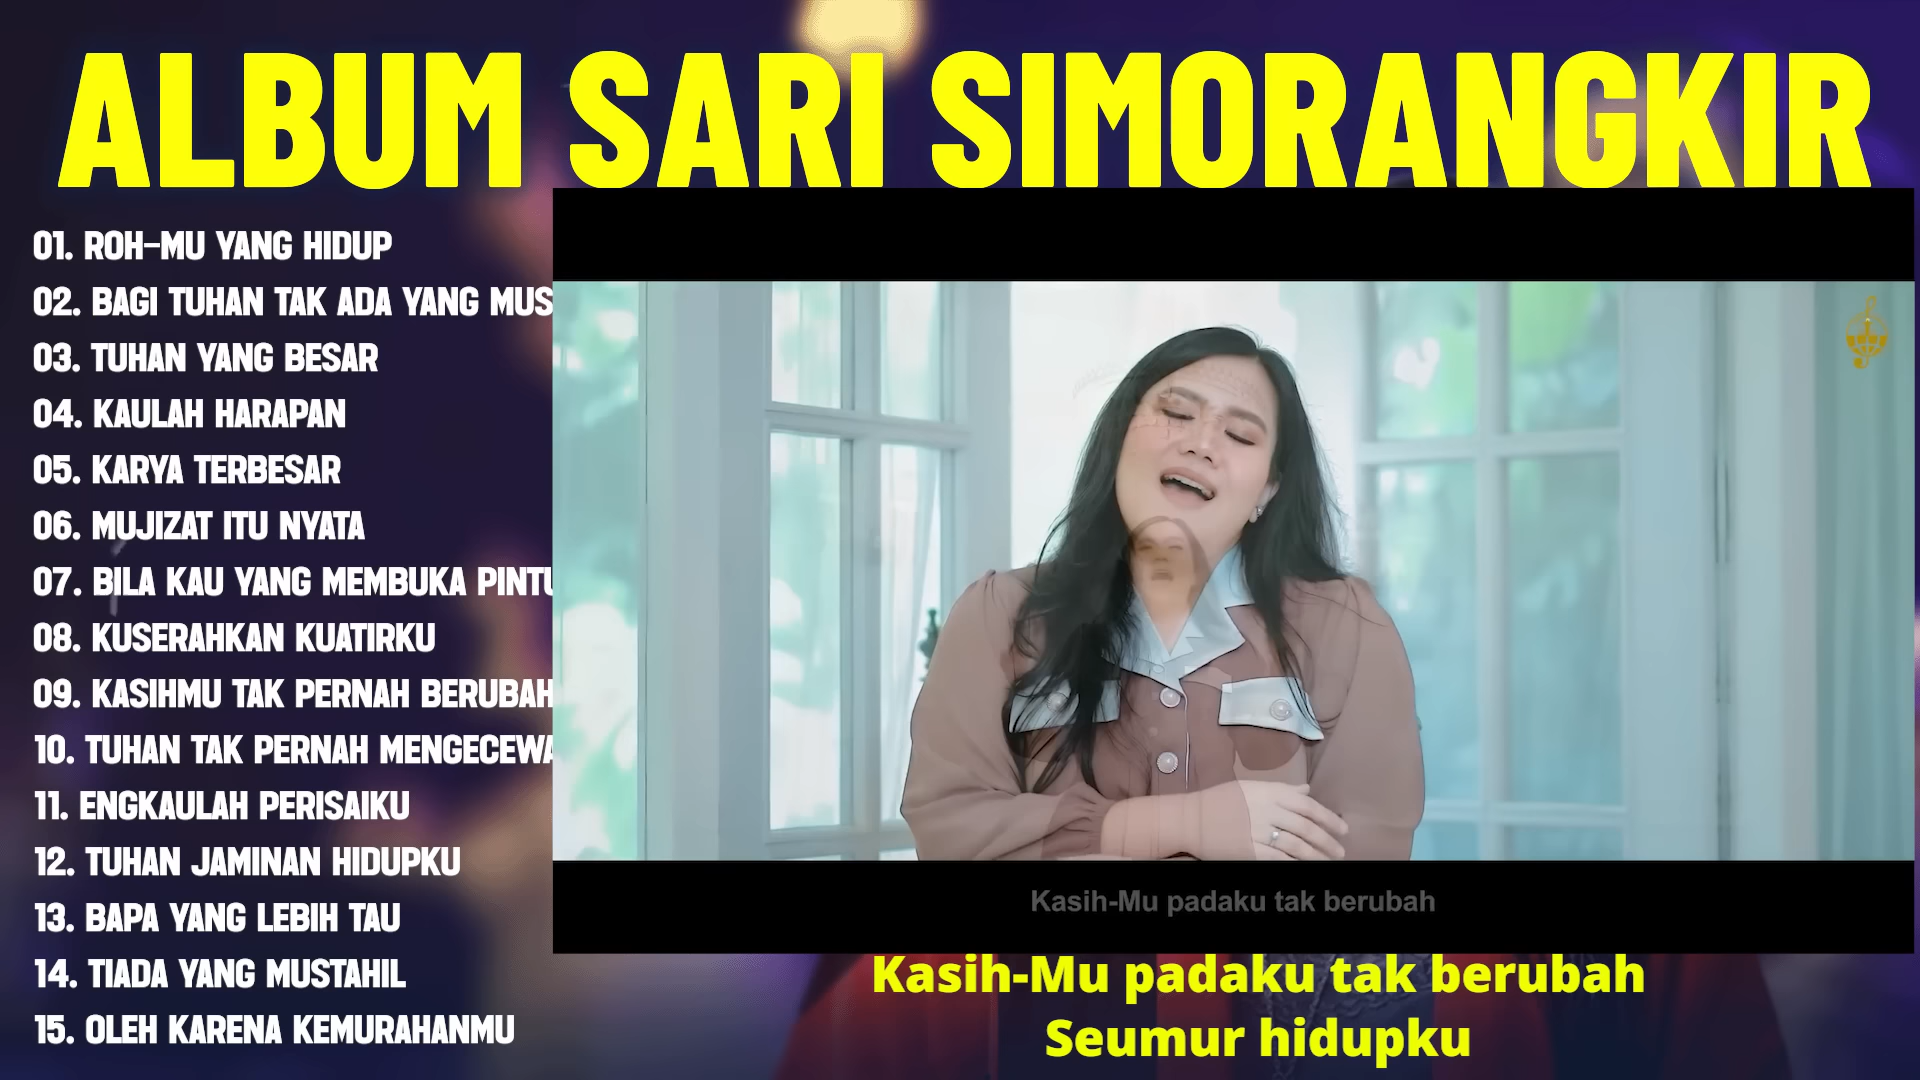 ALBUM SARI SIMORANGKIR
01. ROH-MU YANG HIDUP
02. BAGI TUHAN TAK ADA YANG MUS
03. TUHAN YANG BESAR
04. KAULAH HARAPAN
05. KARYA TERBESAR
06. MUJIZAT ITU NYATA
07. BILA KAU YANG MEMBUKA PINTU
08. KUSERAHKAN KUATIRKU
09. KASIHMU TAK PERNAH BERUBAH
10. TUHAN TAK PERNAH MENGECEWA
11. ENGKAULAH PERISAIKU
12. TUHAN JAMINAN HIDUPKU
13. BAPA YANG LEBIH TAU
14. TIADA YANG MUSTAHIL
15. OLEH KARENA KEMURAHANMU
Kasih-Mu padaku tak berubah
Kasih-Mu padaku tak berubah
Seumur hidupku